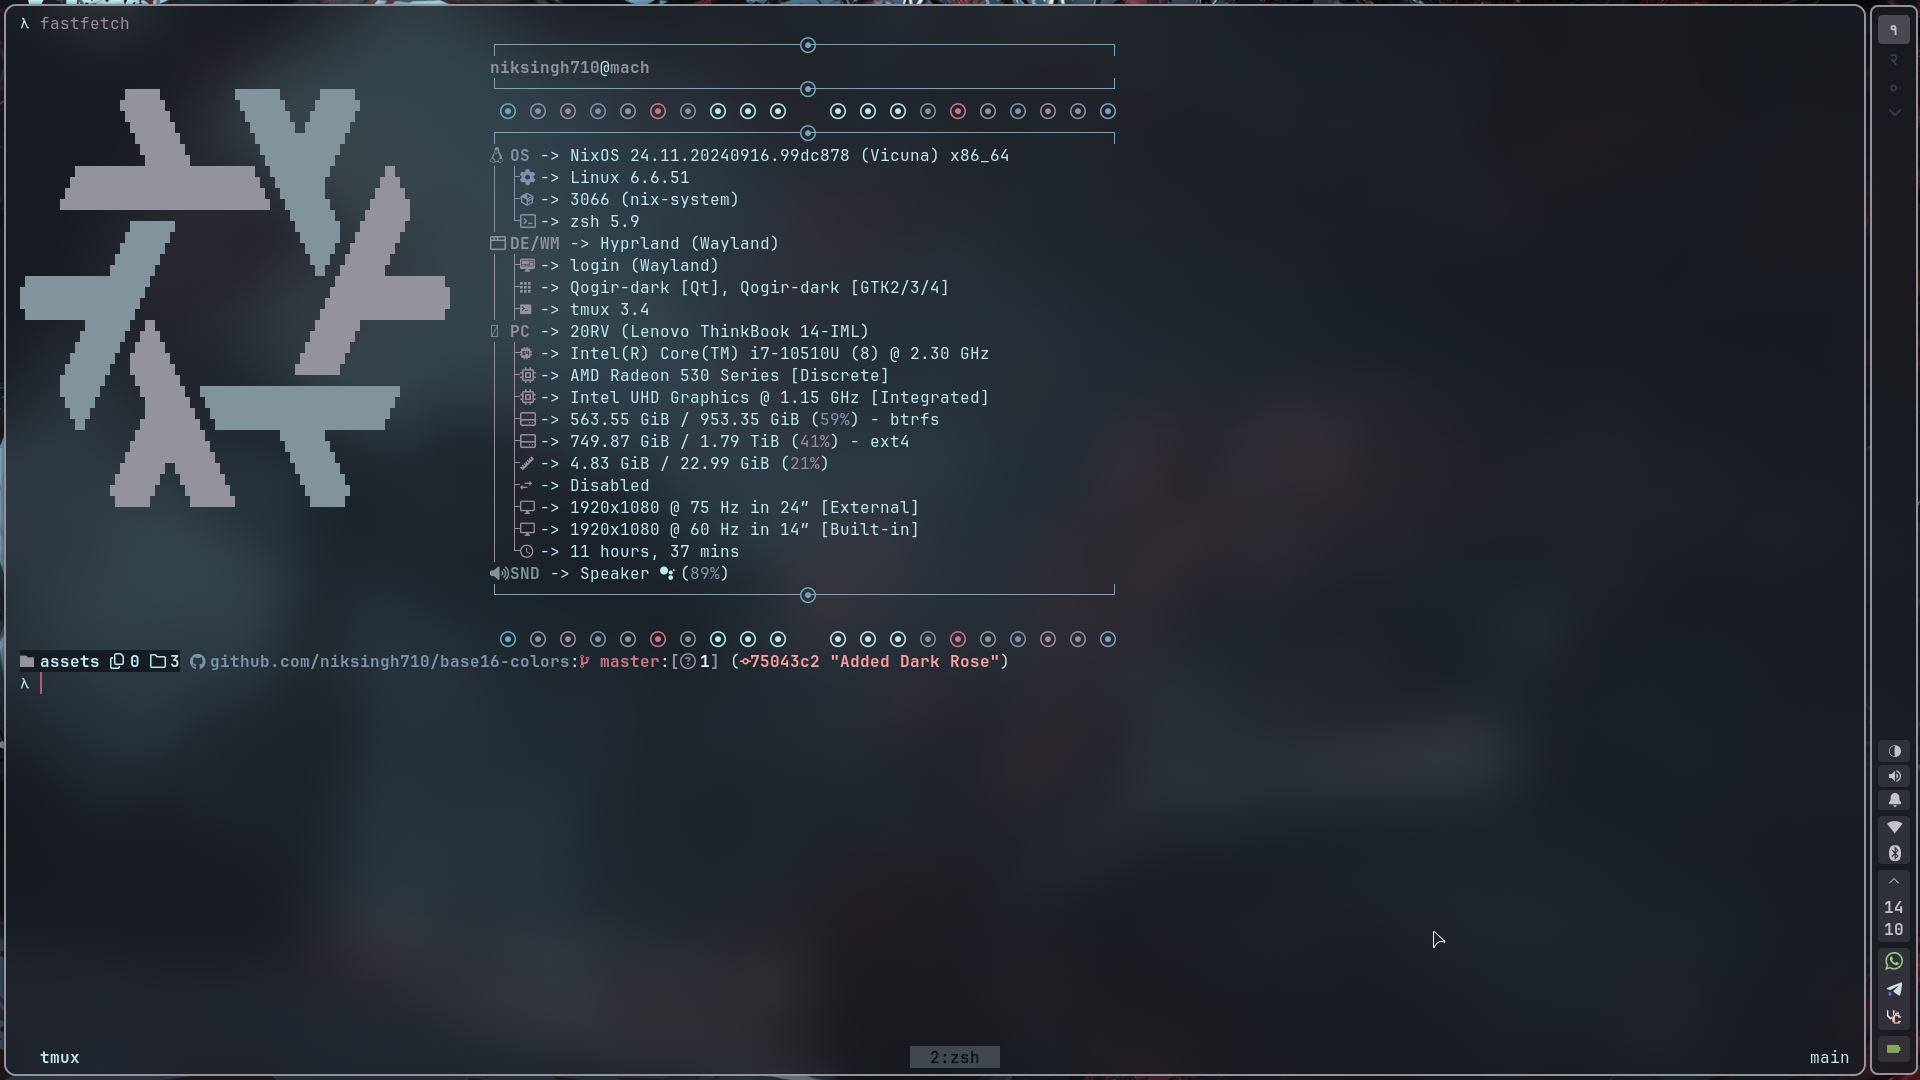 λ fastfetch
niksingh710@mach
OS -> NixOS 24.11.20240916.99dc878 (Vicuna) x86_64
-> Linux 6.6.51
-> 3066 (nix-system)
-> zsh 5.9
DE/WM -> Hyprland (Wayland)
-> login (Wayland)
-> Qogir-dark [Qt], Qogir-dark [GTK2/3/4]
-> tmux 3.4
PC -> 20RV (Lenovo ThinkBook 14-IML)
-> Intel(R) Core(TM) i7-10510U (8) @ 2.30 GHz
-> AMD Radeon 530 Series [Discrete]
-> Intel UHD Graphics @ 1.15 GHz [Integrated]
-> 563.55 GiB / 953.35 GiB (59%) - btrfs
-> 749.87 GiB / 1.79 TiB (41%) - ext4
-> 4.83 GiB / 22.99 GiB (21%)
-> Disabled
-> 1920x1080 @ 75 Hz in 24″ [External]
-> 1920x1080 @ 60 Hz in 14″ [Built-in]
-> 11 hours, 37 mins
SND -> Speaker (89%)
assets 0 3 github.com/niksingh710/base16-colors: master:[1] (75043c2 "Added Dark Rose")
λ
tmux 2:zsh main
१
२
०
14
10